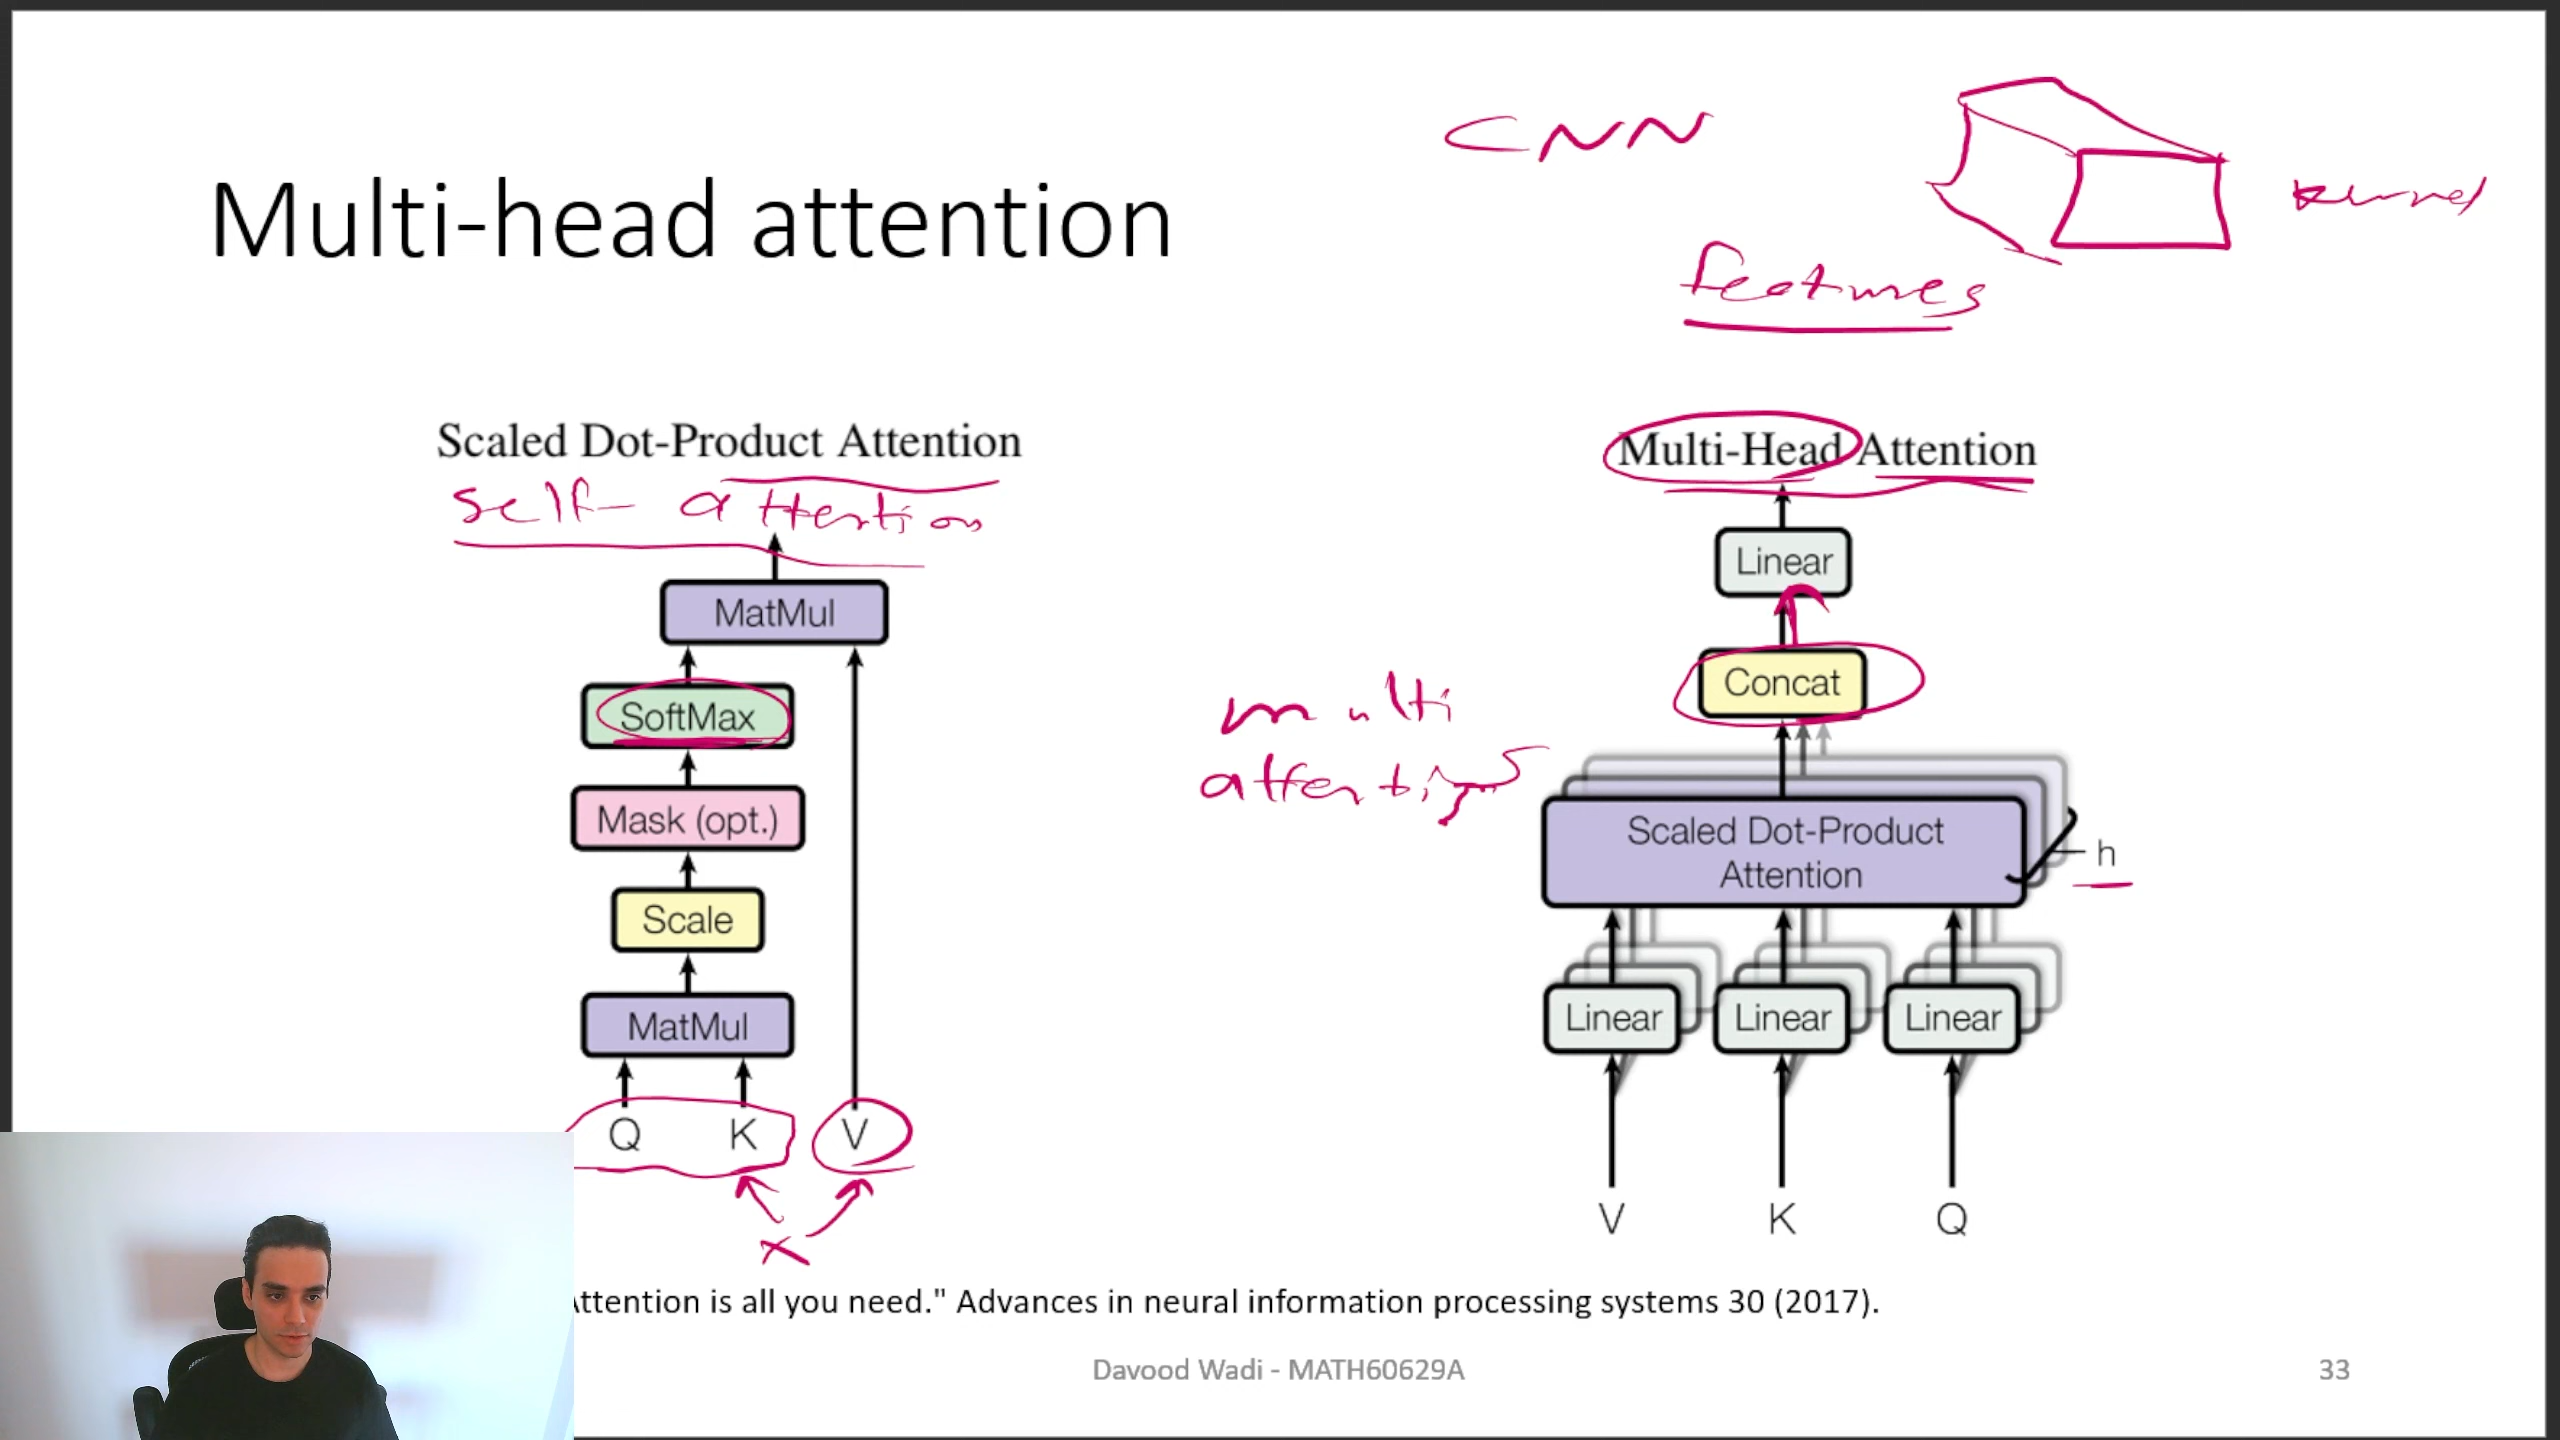 CNN
kernel
Multi-head attention
features
Scaled Dot-Product Attention
self-attention
MatMul
SoftMax
Mask (opt.)
Scale
MatMul
Q K V
x
Multi-Head Attention
Linear
Concat
multi
attention
Scaled Dot-Product
Attention
h
Linear Linear Linear
V K Q
Attention is all you need." Advances in neural information processing systems 30 (2017).
Davood Wadi - MATH60629A
33